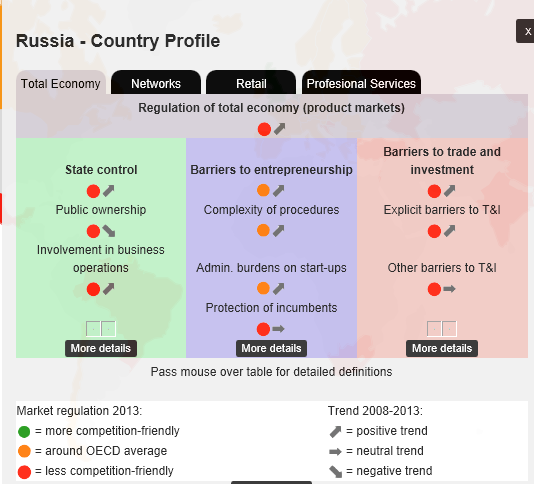 x
Russia - Country Profile
Total Economy Networks Retail Profesional Services
Regulation of total economy (product markets)
State control
Public ownership
Involvement in business
operations
More details
Barriers to entrepreneurship
Complexity of procedures
Admin. burdens on start-ups
Protection of incumbents
More details
Barriers to trade and
investment
Explicit barriers to T&I
Other barriers to T&I
More details
Pass mouse over table for detailed definitions
Market regulation 2013:
= more competition-friendly
= around OECD average
= less competition-friendly
Trend 2008-2013:
= positive trend
= neutral trend
= negative trend